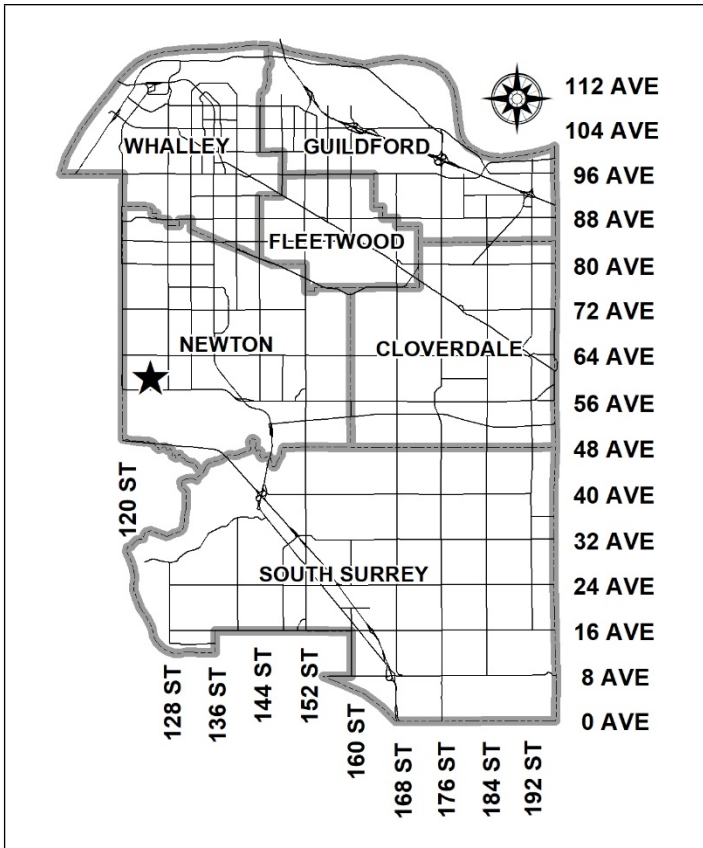 112 AVE
104 AVE
WHALLEY
GUILDFORD
96 AVE
88 AVE
FLEETWOOD
80 AVE
72 AVE
NEWTON
CLOVERDALE
64 AVE
56 AVE
48 AVE
120 ST
40 AVE
32 AVE
SOUTH SURREY
24 AVE
16 AVE
8 AVE
128 ST
136 ST
144 ST
152 ST
160 ST
0 AVE
168 ST
176 ST
184 ST
192 ST